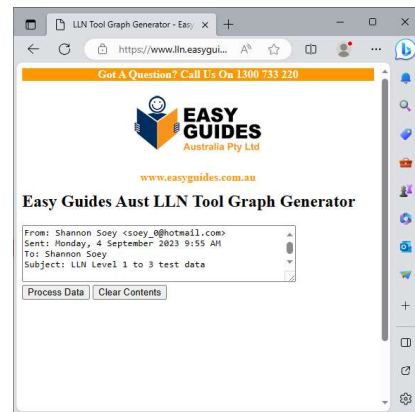 LLN Tool Graph Generator - Easy
https://www.lln.easygui...
Got A Question? Call Us On 1300 733 220
EASY
GUIDES
Australia Pty Ltd
www.easyguides.com.au
Easy Guides Aust LLN Tool Graph Generator
From: Shannon Soey <soey_0@hotmail.com>
Sent: Monday, 4 September 2023 9:55 AM
To: Shannon Soey
Subject: LLN Level 1 to 3 test data
Process Data Clear Contents